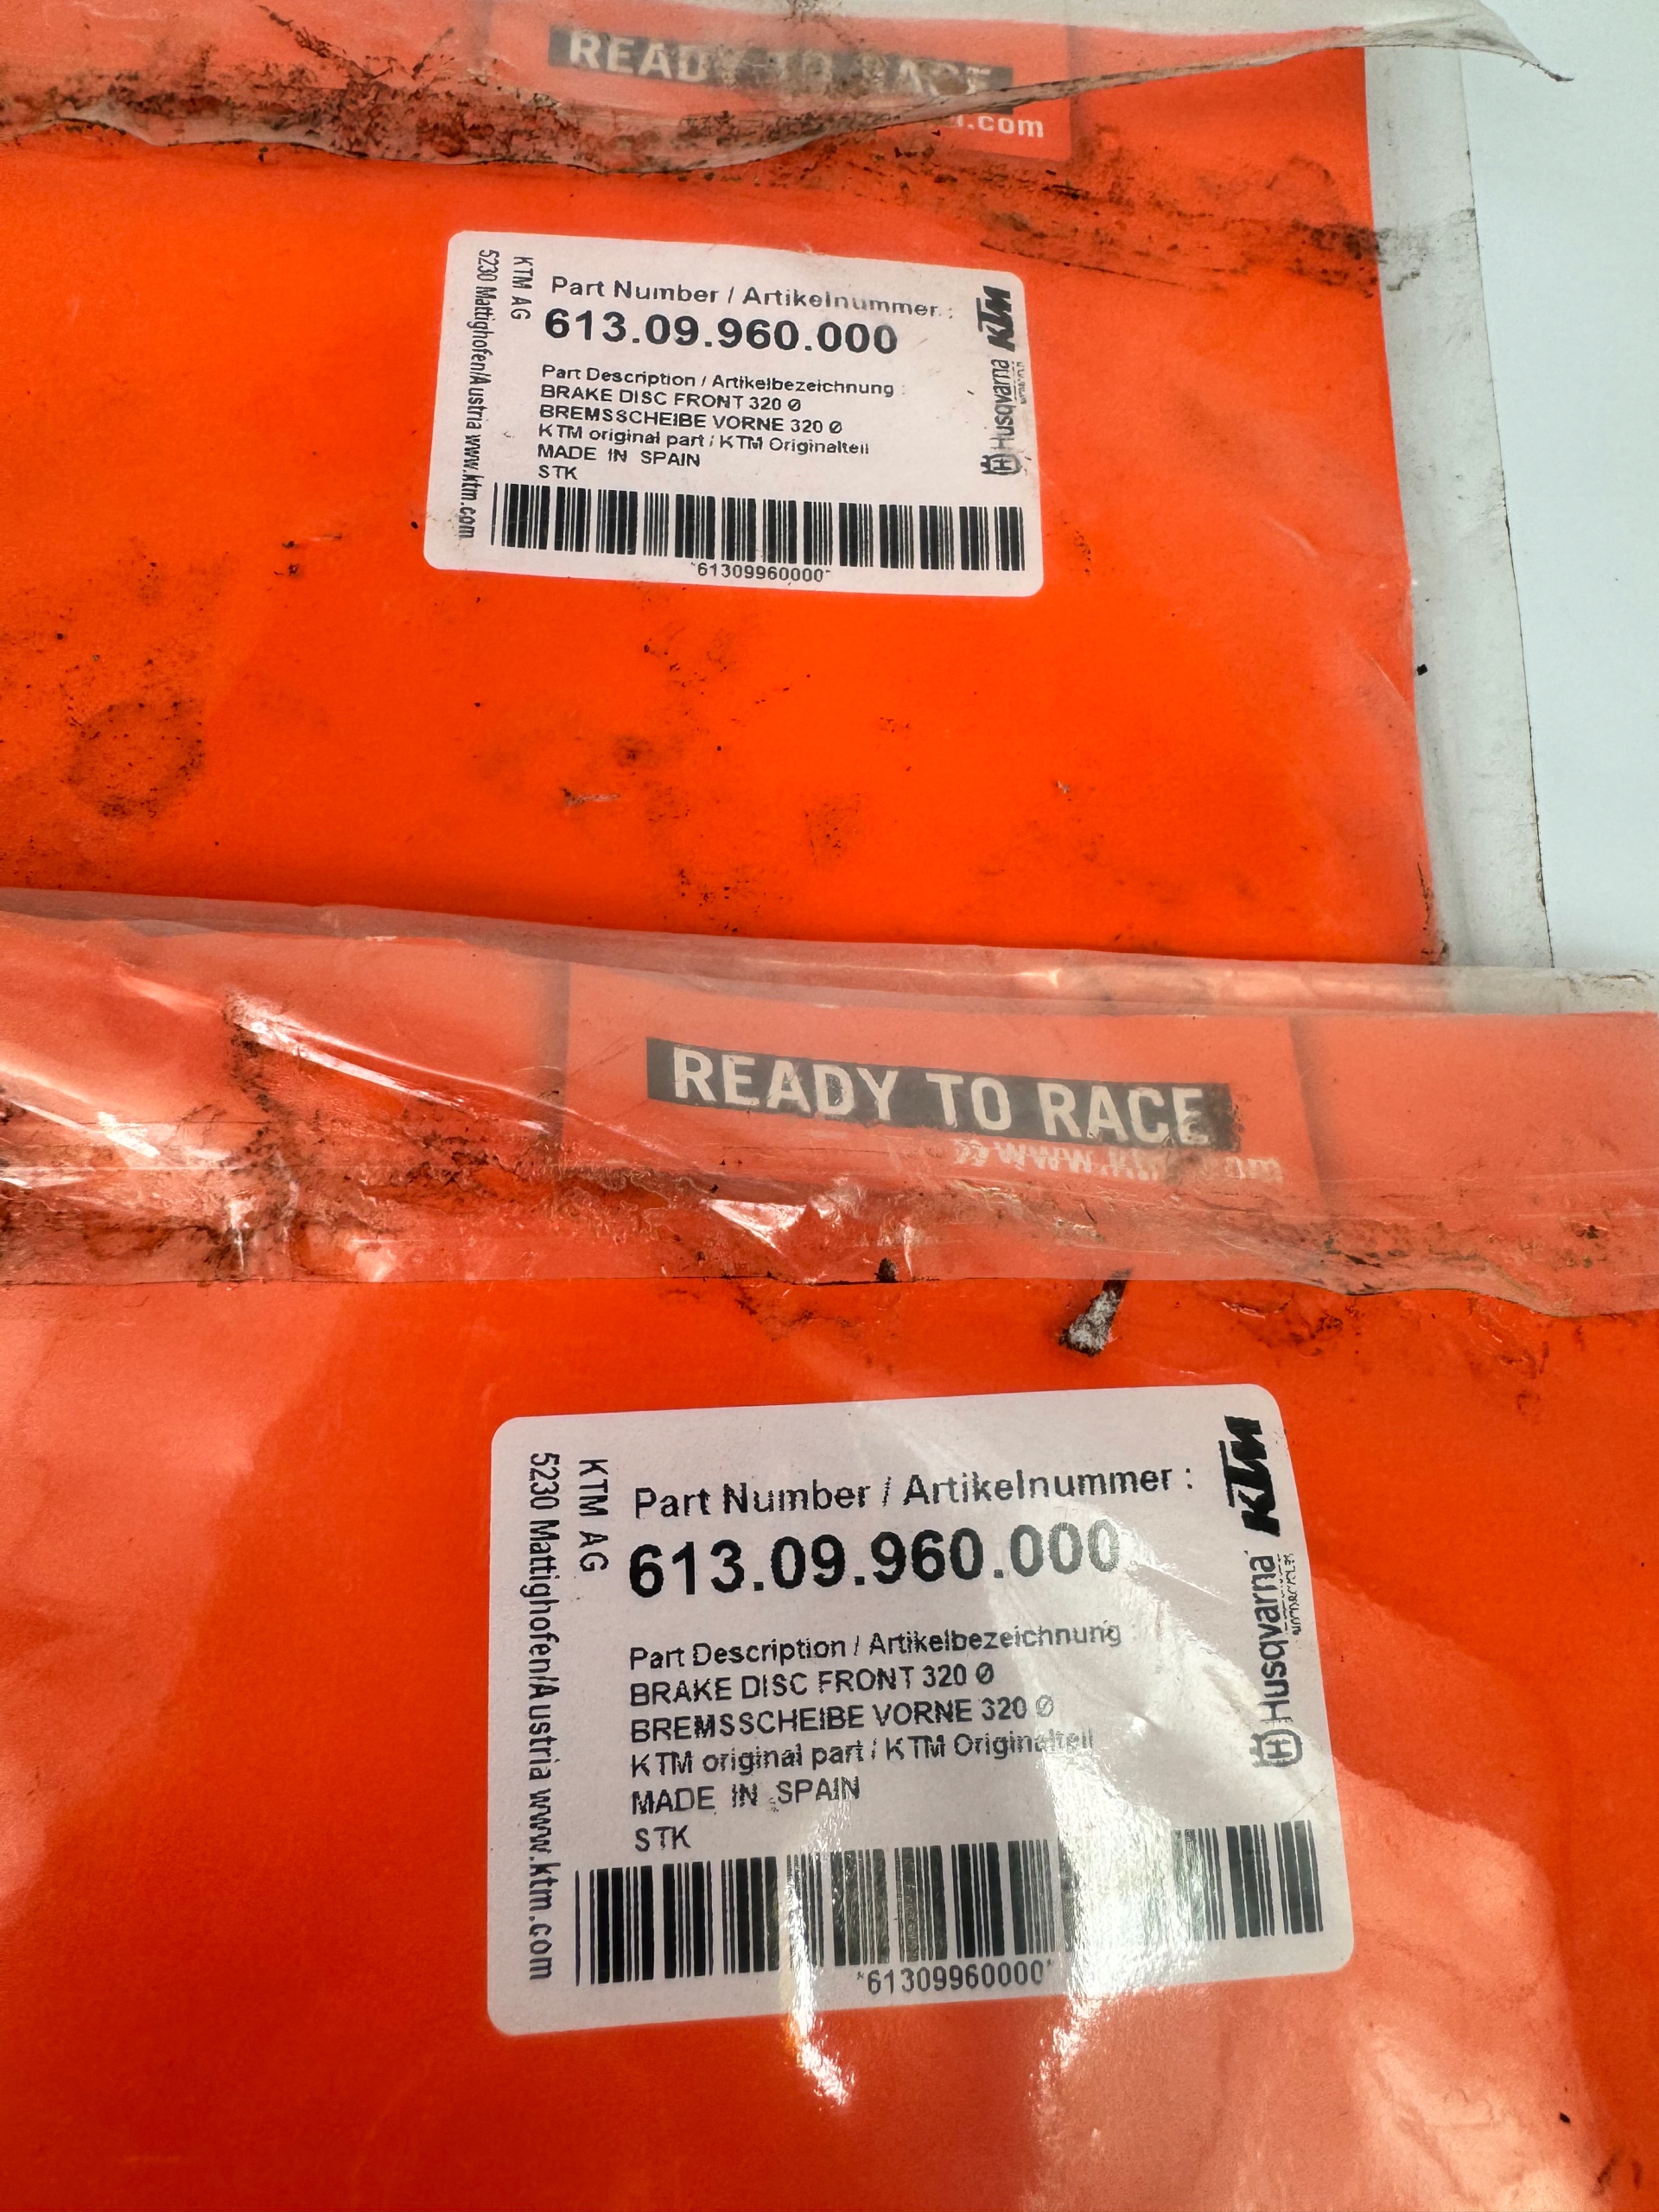 READY TO RACE
.com
KTM AG
5230 Mattighofen/Austria www.ktm.com
Part Number / Artikelnummer :
613.09.960.000
Part Description / Artikelbezeichnung :
BRAKE DISC FRONT 320 Ø
BREMSSCHEIBE VORNE 320 Ø
KTM original part / KTM Originalteil
MADE IN SPAIN
STK
*61309960000*
KTM
Husqvarna
READY TO RACE
www.ktm.com
KTM AG
5230 Mattighofen/Austria www.ktm.com
Part Number / Artikelnummer :
613.09.960.000
Part Description / Artikelbezeichnung :
BRAKE DISC FRONT 320 Ø
BREMSSCHEIBE VORNE 320 Ø
KTM original part / KTM Originalteil
MADE IN SPAIN
STK
*61309960000*
KTM
Husqvarna